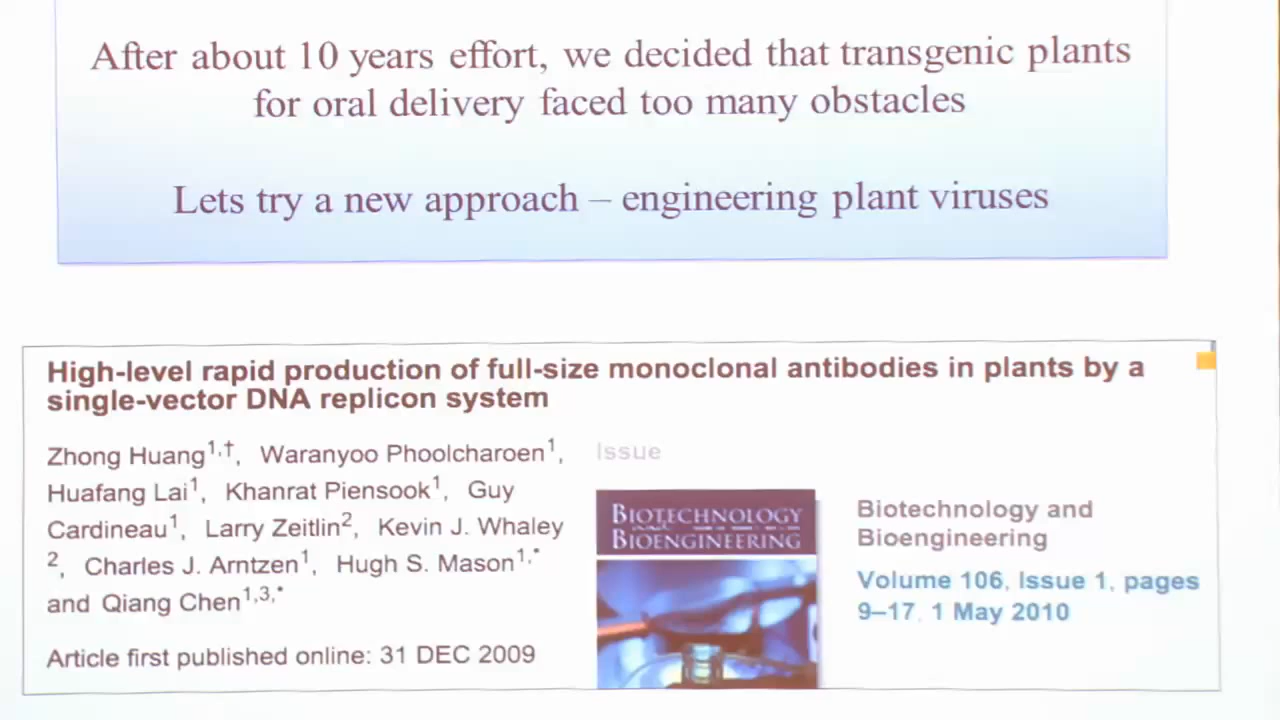 After about 10 years effort, we decided that transgenic plants
for oral delivery faced too many obstacles
Lets try a new approach – engineering plant viruses
High-level rapid production of full-size monoclonal antibodies in plants by a
single-vector DNA replicon system
Zhong Huang1,†, Waranyoo Phoolcharoen1,
Huafang Lai1, Khanrat Piensook1, Guy
Cardineau1, Larry Zeitlin2, Kevin J. Whaley
2, Charles J. Arntzen1, Hugh S. Mason1,*
and Qiang Chen1,3,*
Article first published online: 31 DEC 2009
Issue
BIOTECHNOLOGY
BIOENGINEERING
Biotechnology and
Bioengineering
Volume 106, Issue 1, pages
9–17, 1 May 2010